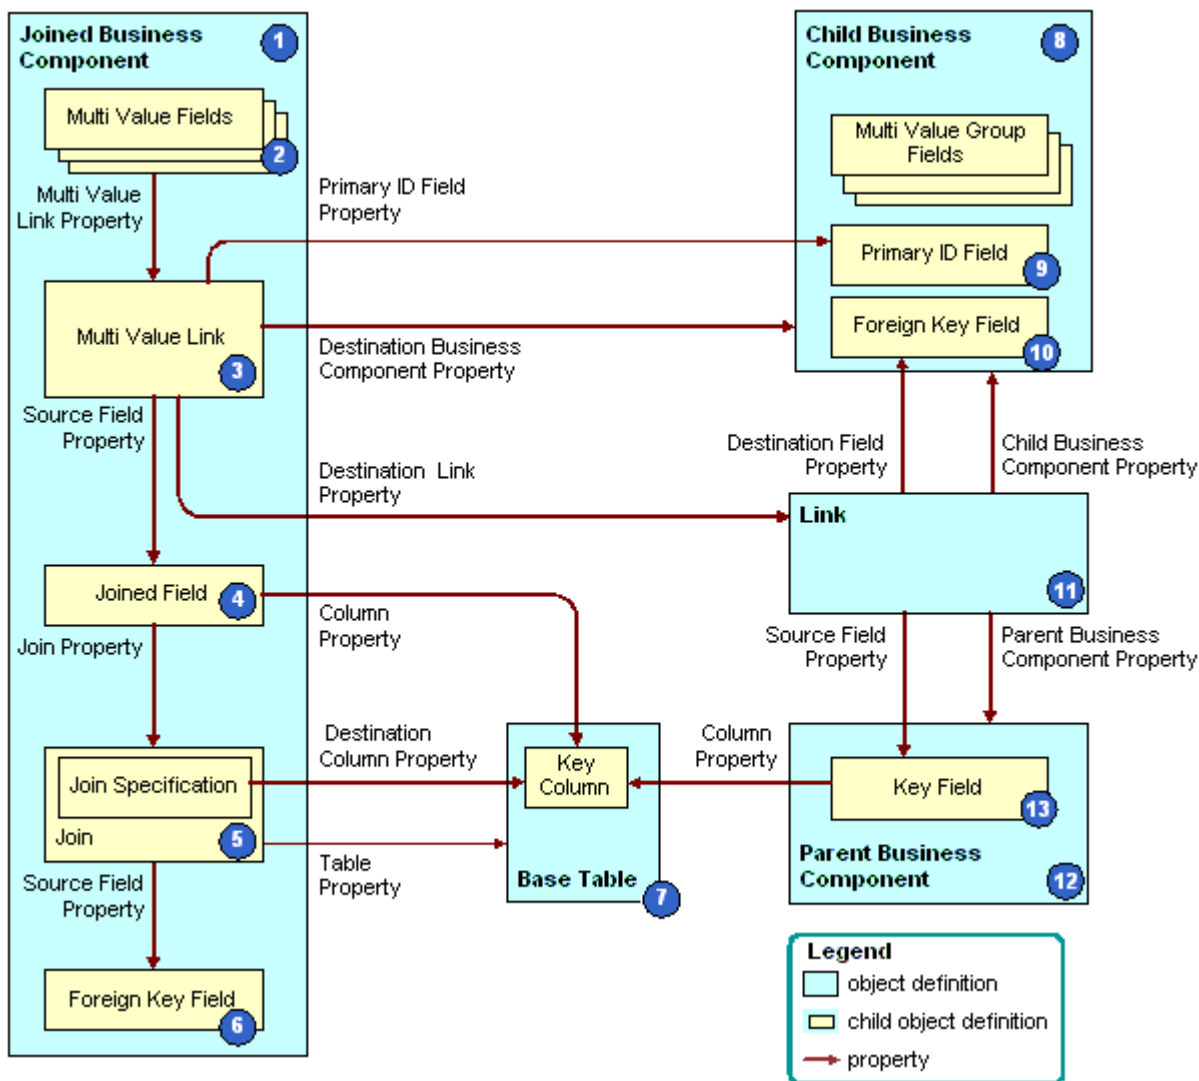 Joined Business
Component
1
Multi Value Fields
2
Multi Value
Link Property
Primary ID Field
Property
Multi Value Link
3
Destination Business
Component Property
Source Field
Property
Destination Link
Property
Joined Field
4
Column
Property
Join Property
Join Specification
Join
5
Destination
Column Property
Table
Property
Source Field
Property
Foreign Key Field
6
Key
Column
Base Table
7
Child Business
Component
8
Multi Value Group
Fields
Primary ID Field
9
Foreign Key Field
10
Destination Field
Property
Child Business
Component Property
Link
11
Source Field
Property
Parent Business
Component Property
Column
Property
Key Field
13
Parent Business
Component
12
Legend
object definition
child object definition
property